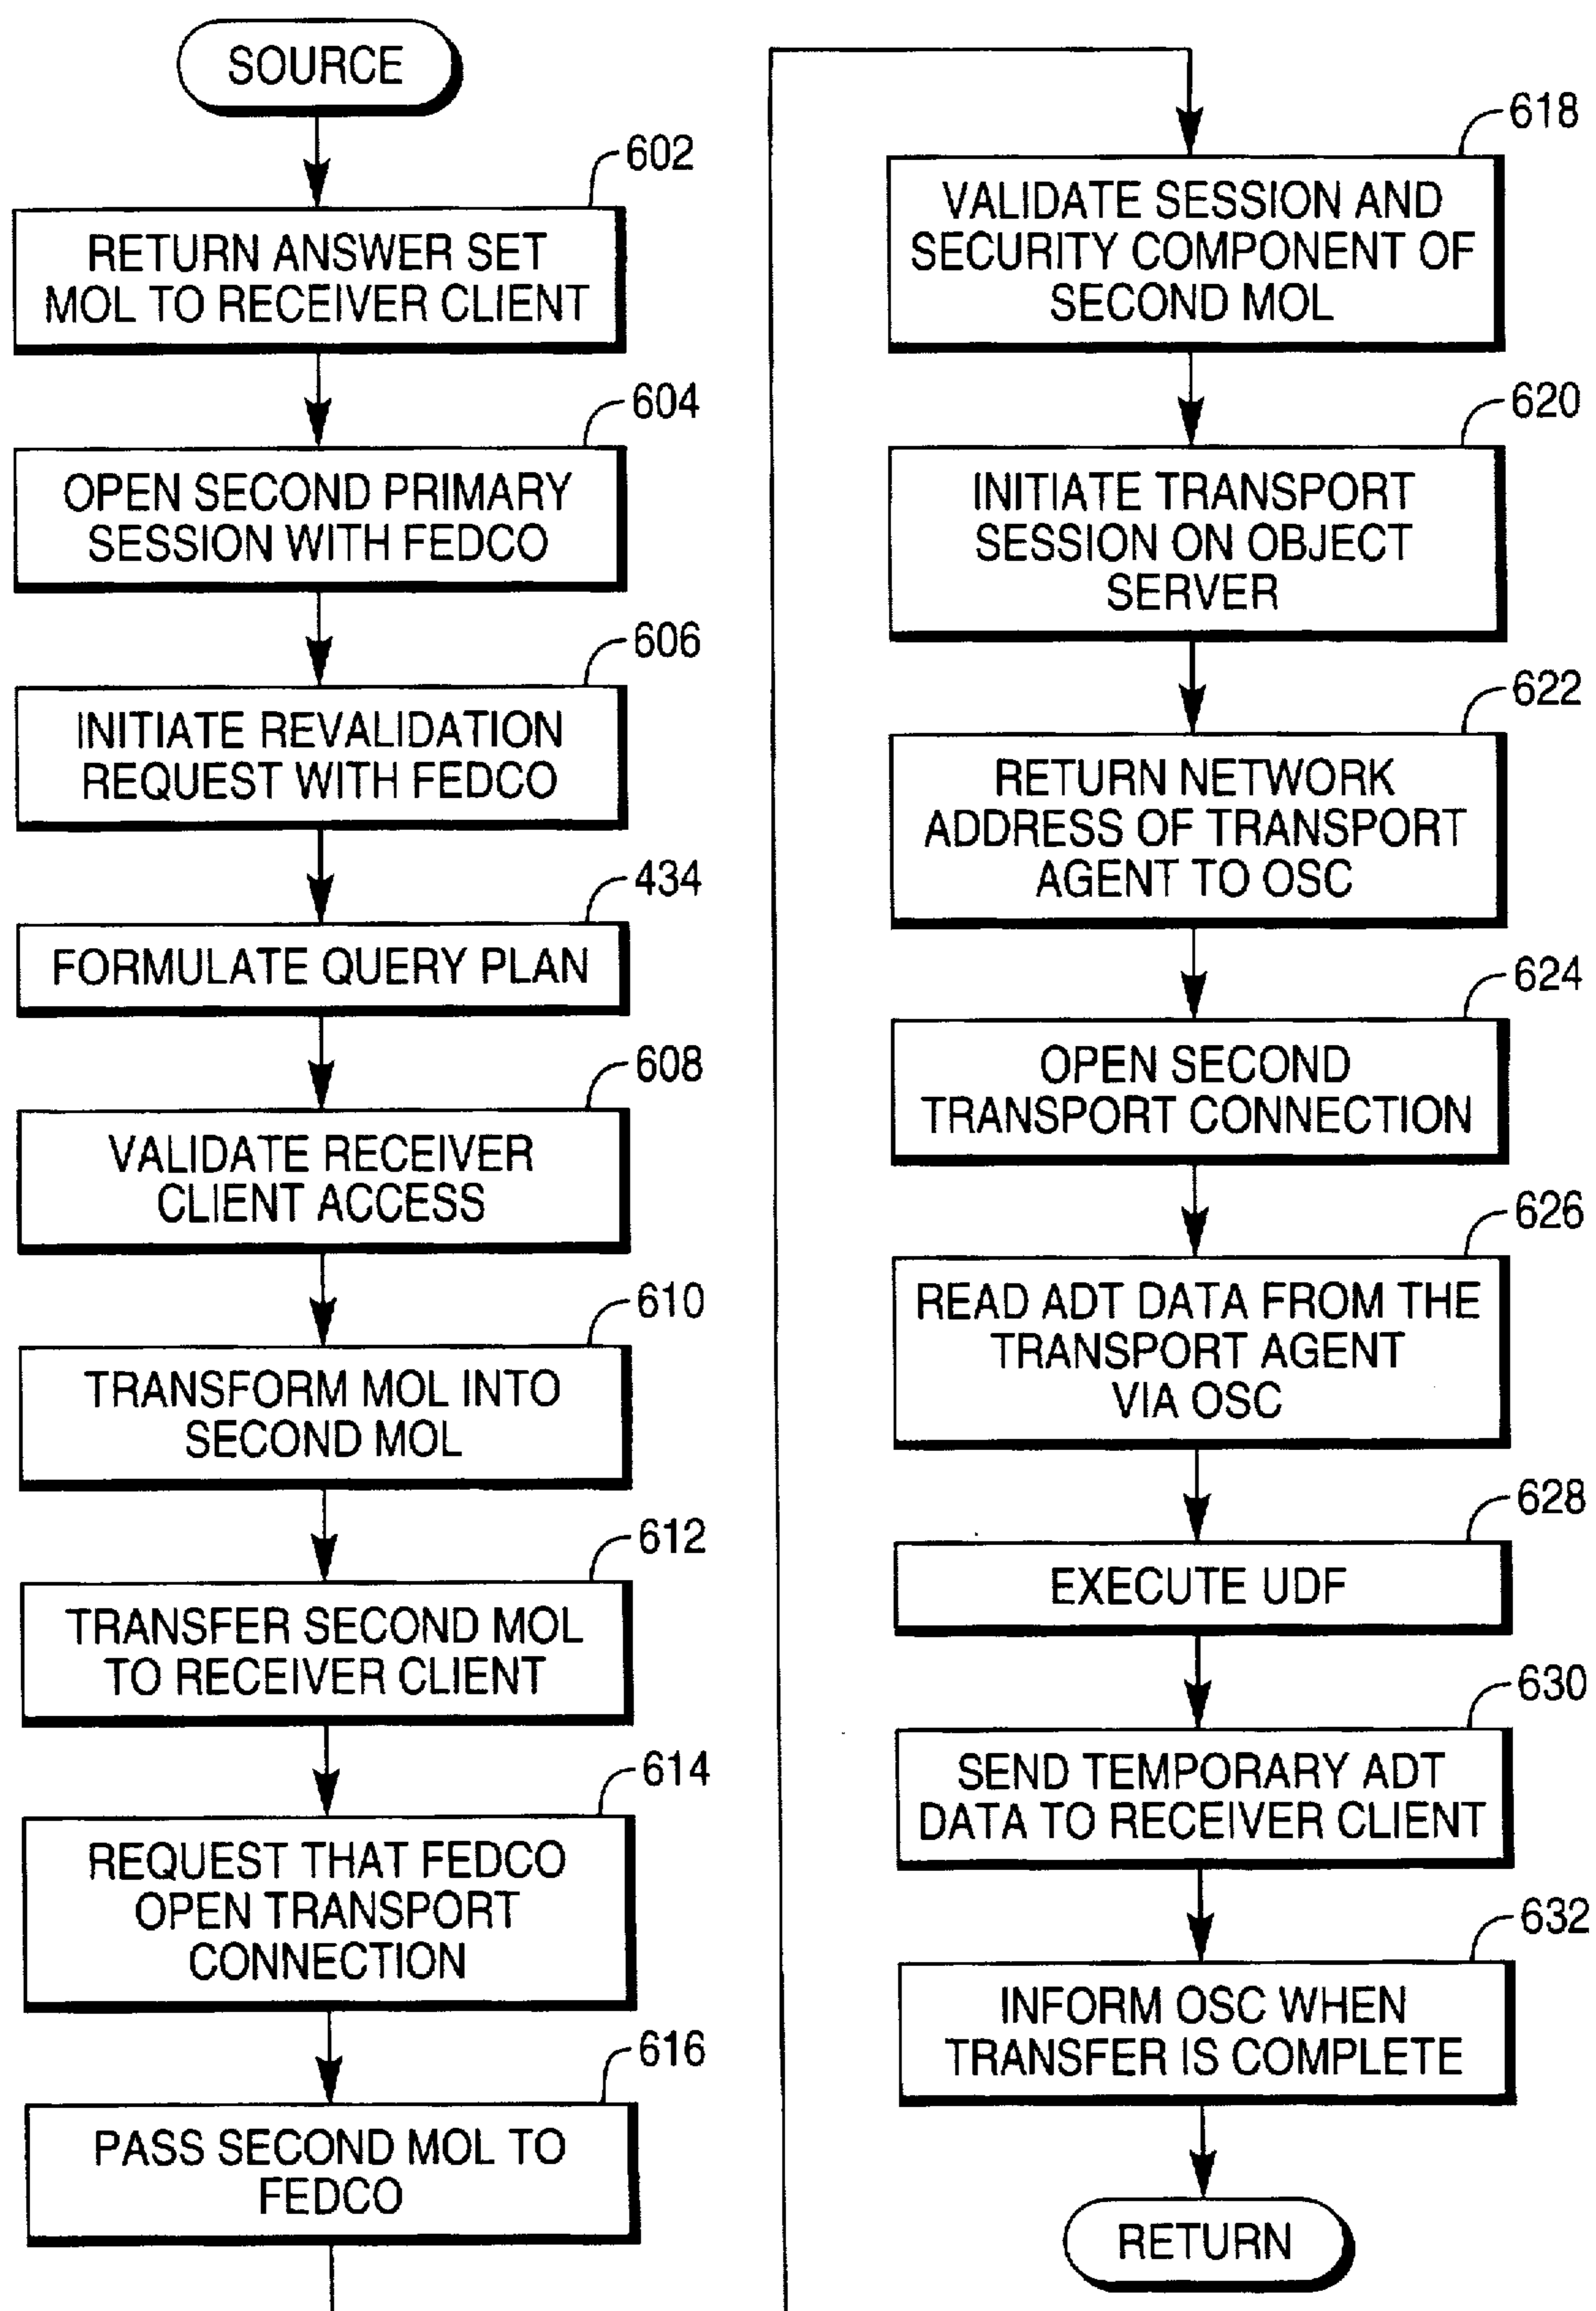 SOURCE
602
RETURN ANSWER SET
MOL TO RECEIVER CLIENT
604
OPEN SECOND PRIMARY
SESSION WITH FEDCO
606
INITIATE REVALIDATION
REQUEST WITH FEDCO
434
FORMULATE QUERY PLAN
608
VALIDATE RECEIVER
CLIENT ACCESS
610
TRANSFORM MOL INTO
SECOND MOL
612
TRANSFER SECOND MOL
TO RECEIVER CLIENT
614
REQUEST THAT FEDCO
OPEN TRANSPORT
CONNECTION
616
PASS SECOND MOL TO
FEDCO
618
VALIDATE SESSION AND
SECURITY COMPONENT OF
SECOND MOL
620
INITIATE TRANSPORT
SESSION ON OBJECT
SERVER
622
RETURN NETWORK
ADDRESS OF TRANSPORT
AGENT TO OSC
624
OPEN SECOND
TRANSPORT CONNECTION
626
READ ADT DATA FROM THE
TRANSPORT AGENT
VIA OSC
628
EXECUTE UDF
630
SEND TEMPORARY ADT
DATA TO RECEIVER CLIENT
632
INFORM OSC WHEN
TRANSFER IS COMPLETE
RETURN